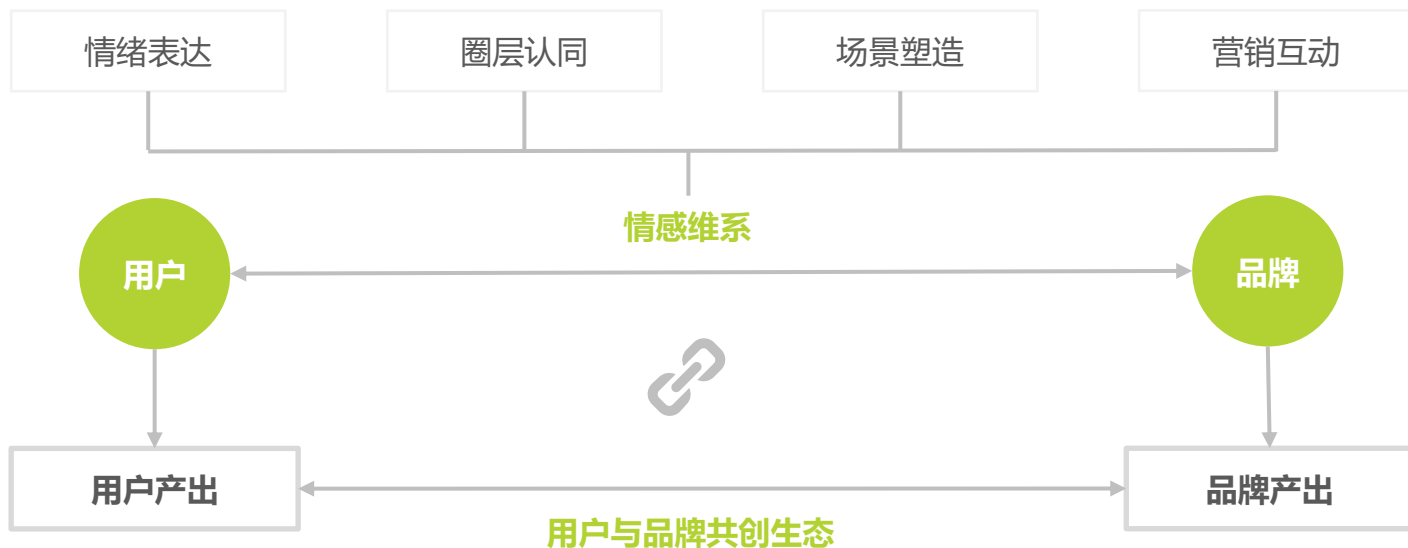 情绪表达
圈层认同
场景塑造
营销互动
情感维系
用户
品牌
用户产出
品牌产出
用户与品牌共创生态